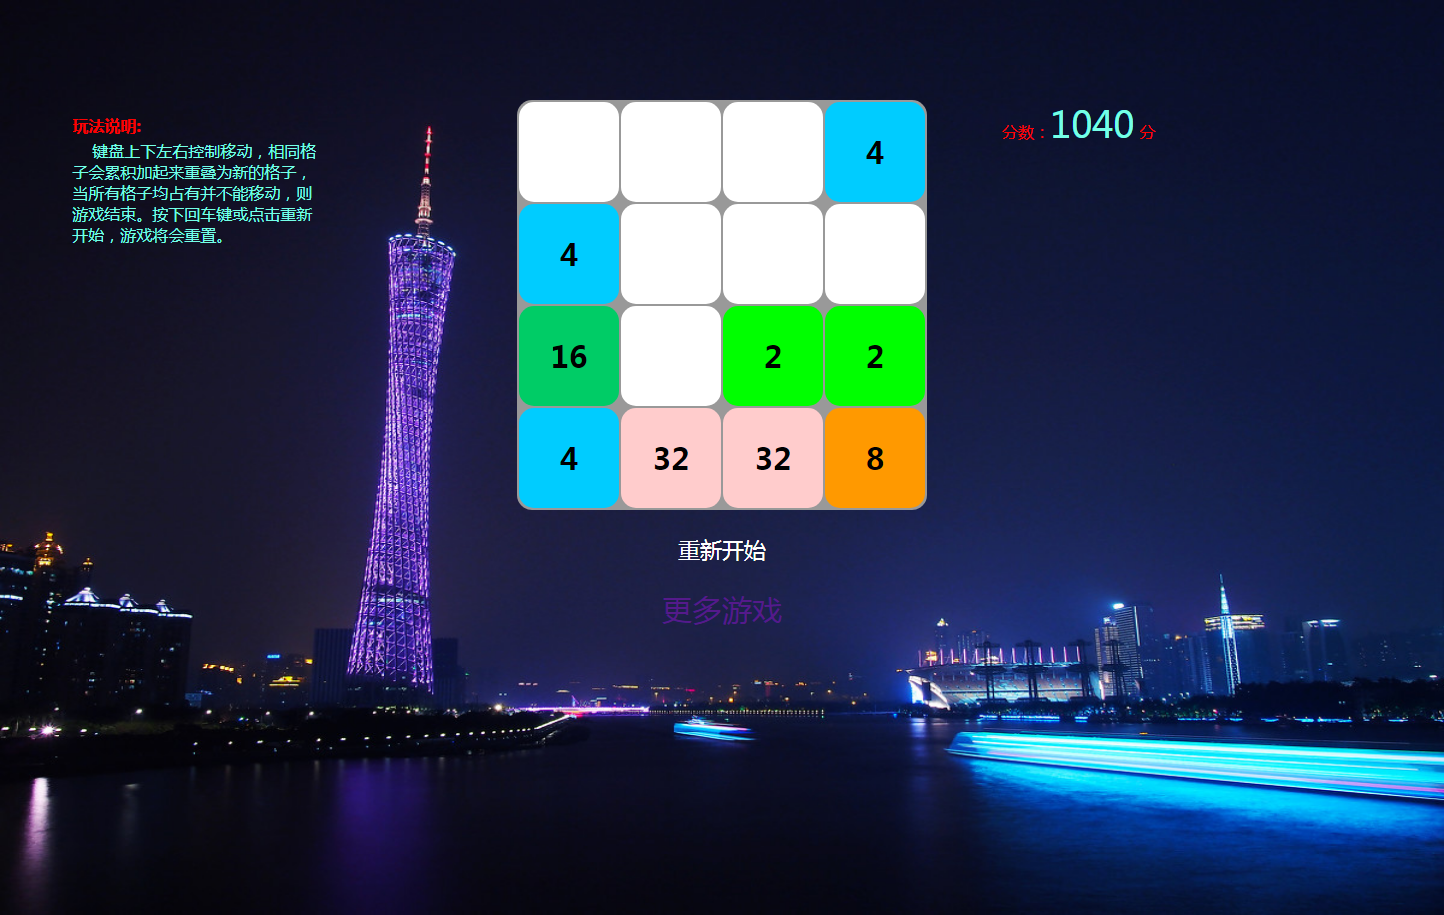 玩法说明:
键盘上下左右控制移动，相同格
子会累积加起来重叠为新的格子，
当所有格子均占有并不能移动，则
游戏结束。按下回车键或点击重新
开始，游戏将会重置。
4
4
16 2 2
4 32 32 8
分数：1040 分
重新开始
更多游戏